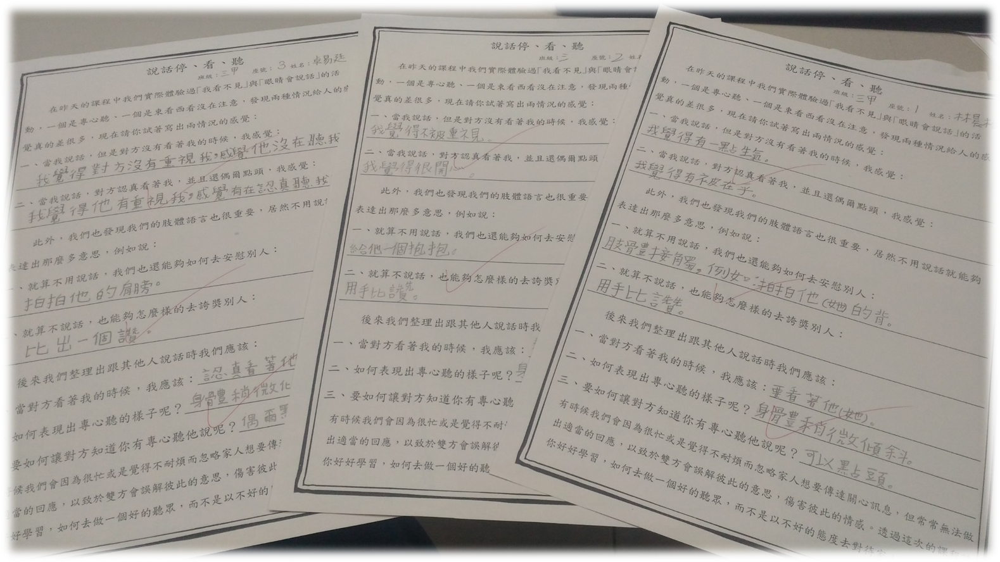 說話停、看、聽
班級：三甲 座號：3 姓名：卓易廷
在昨天的課程中我們實際體驗過「我看不見」與「眼睛會說話」的活
動，一個是專心聽、一個是東看西看沒在注意，發現兩種情況給人的感
覺真的差很多，現在請你試著寫出兩情況的感覺：
一、當我說話，但是對方沒有看著我的時候，我感覺：
我覺得對方沒有重視我，感覺他沒在聽我
二、當我說話，對方認真看著我，並且還偶爾點頭，我感覺：
我覺得他有重視我，感覺有在認真聽我
此外，我們也發現我們的肢體語言也很重要，居然不用說
表達出那麼多意思，例如說：
一、就算不用說話，我們也還能夠如何去安慰別人：
拍拍他的肩膀。
、就算不說話，也能夠怎麼樣的去誇獎別人：
比出一個讚。
後來我們整理出跟其他人說話時我們應該：
當對方看著我的時候，我應該：認真看著他
如何表現出專心聽的樣子呢？身體稍微
要如何讓對方知道你有專心聽他說呢？偶爾
候我們會因為很忙或是覺得不耐煩而忽略家人想要傳
當的回應，以致於雙方會誤解彼此的意思，傷害彼此
好學習，如何去做一個好的聽眾，而不是以不好的
說話停、看、聽
班級：三 座號：2 姓
在昨天的課程中我們實際體驗過「我看不見」與「眼睛會說
動，一個是專心聽、一個是東看西看沒在注意，發現兩種
覺真的差很多，現在請你試著寫出兩情況的感覺：
一、當我說話，但是對方沒有看著我的時候，我感覺：
我覺得不被重視。
二、當我說話，對方認真看著我，並且還偶爾點頭
我覺得很開心。
此外，我們也發現我們的肢體語言也很重要
表達出那麼多意思，例如說：
一、就算不用說話，我們也還能夠如何去安慰
給他一個抱抱。
二、就算不說話，也能夠怎麼樣的去誇獎
用手比讚。
後來我們整理出跟其他人說話時我
一、當對方看著我的時候，我應該：
二、如何表現出專心聽的樣子呢？身
三、要如何讓對方知道你有專心聽
有時候我們會因為很忙或是覺得不耐
出適當的回應，以致於雙方會誤解彼
你好好學習，如何去做一個好的聽
說話停、看、聽
班級：三甲 座號：1 姓名：林晨
在昨天的課程中我們實際體驗過「我看不見」與「眼睛會說話」的活
動，一個是專心聽、一個是東看西看沒在注意，發現兩種情況給人的感
覺真的差很多，現在請你試著寫出兩情況的感覺：
一、當我說話，但是對方沒有看著我的時候，我感覺：
我覺得有一點生氣。
二、當我說話，對方認真看著我，並且還偶爾點頭，我感覺：
我覺得有被在乎。
此外，我們也發現我們的肢體語言也很重要，居然不用說話就能夠
表達出那麼多意思，例如說：
一、就算不用說話，我們也還能夠如何去安慰別人：
肢體接觸，例如：拍拍他(她)的背。
二、就算不說話，也能夠怎麼樣的去誇獎別人：
用手比讚。
後來我們整理出跟其他人說話時我們應該：
一、當對方看著我的時候，我應該：要看著他(她)。
二、如何表現出專心聽的樣子呢？身體稍微傾斜。
三、要如何讓對方知道你有專心聽他說呢？可以點頭。
有時候我們會因為很忙或是覺得不耐煩而忽略家人想要傳達關心訊息，但常常無法做
出適當的回應，以致於雙方會誤解彼此的意思，傷害彼此的情感。透過這次的課程
你好好學習，如何去做一個好的聽眾，而不是以不好的態度去對待